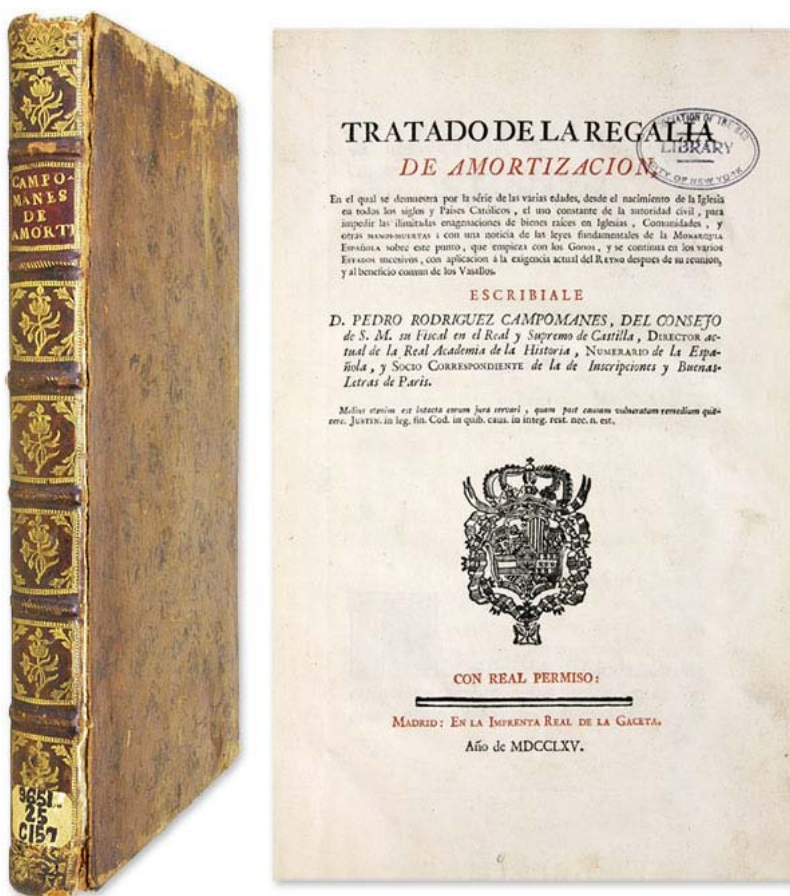 CAMPO-
MANES
DE
AMORTI
9651.
25
C157
TRATADO DE LA REGALIA
DE AMORTIZACION,
LIBRARY
CITY OF NEW YORK
En el qual se demuestra por la série de las varias edades, desde el nacimiento de la Iglesia
en todos los siglos y Paises Católicos, el uso constante de la autoridad civil, para
impedir las ilimitadas enagenaciones de bienes raíces en Iglesias, Comunidades, y
otras MANOS-MUERTAS; con una noticia de las leyes fundamentales de la MONARQUIA
ESPAÑOLA sobre este punto, que empieza con los GODOS, y se continúa en los varios
ESTADOS sucesivos, con aplicacion á la exigencia actual del REYNO despues de su reunion,
y al beneficio comun de los Vasallos.
ESCRIBIALE
D. PEDRO RODRIGUEZ CAMPOMANES, DEL CONSEJO
de S. M. su Fiscal en el Real y Supremo de Castilla, DIRECTOR ac-
tual de la Real Academia de la Historia, NUMERARIO de la Espa-
ñola, y SOCIO CORRESPONDIENTE de la de Inscripciones y Buenas-
Letras de Paris.
Melius etenim est intacta eorum jura servari, quam post causam vulneratam remedium quæ-
rere. JUSTIN. in leg. fin. Cod. in quib. caus. in integ. rest. nec. n. est.
CON REAL PERMISO:
MADRID: EN LA IMPRENTA REAL DE LA GACETA.
Año de MDCCLXV.